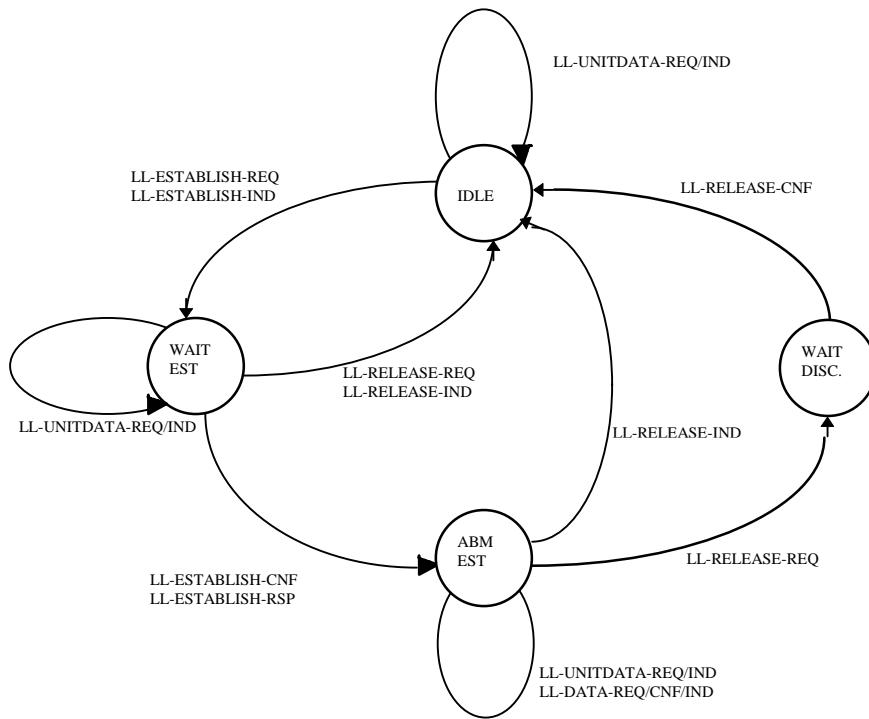 LL-UNITDATA-REQ/IND
LL-ESTABLISH-REQ
LL-ESTABLISH-IND
IDLE
LL-RELEASE-CNF
WAIT
EST
WAIT
DISC.
LL-RELEASE-REQ
LL-RELEASE-IND
LL-UNITDATA-REQ/IND
LL-RELEASE-IND
ABM
EST
LL-RELEASE-REQ
LL-ESTABLISH-CNF
LL-ESTABLISH-RSP
LL-UNITDATA-REQ/IND
LL-DATA-REQ/CNF/IND